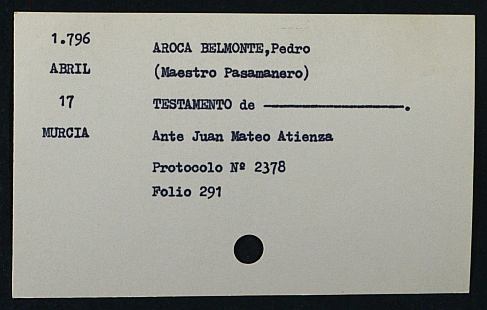 1.796
AROCA BELMONTE,Pedro
ABRIL
(Maestro Pasamanero)
17
TESTAMENTO de ————————.
MURCIA
Ante Juan Mateo Atienza
Protocolo Nº 2378
Folio 291